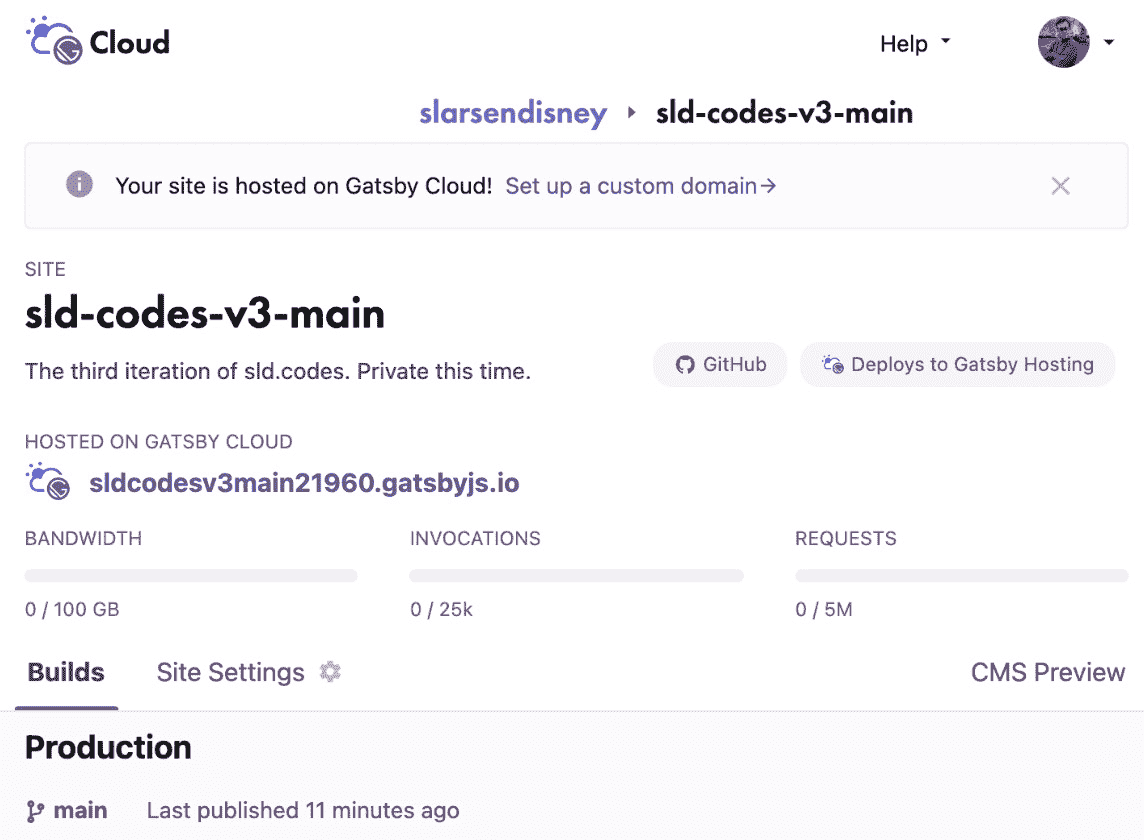 Cloud
Help
slarsendisney sld-codes-v3-main
Your site is hosted on Gatsby Cloud! Set up a custom domain→
SITE
sld-codes-v3-main
The third iteration of sld.codes. Private this time.
GitHub Deploys to Gatsby Hosting
HOSTED ON GATSBY CLOUD
sldcodesv3main21960.gatsbyjs.io
BANDWIDTH INVOCATIONS REQUESTS
0 / 100 GB 0 / 25k 0 / 5M
Builds Site Settings CMS Preview
Production
main Last published 11 minutes ago